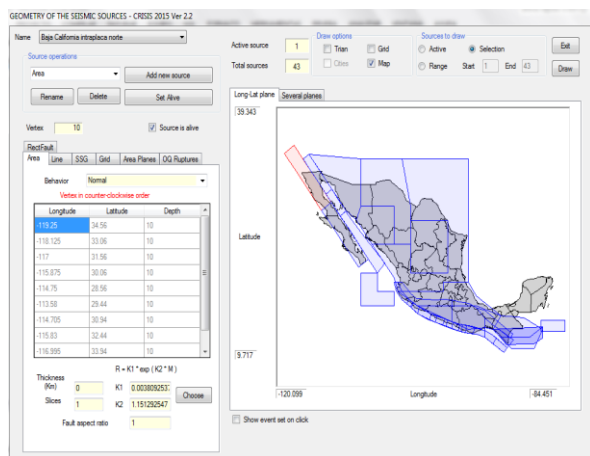 GEOMETRY OF THE SEISMIC SOURCES - CRISIS 2015 Ver 2.2
Name Baja California intraplaca norte
Source operations
Area Add new source
Rename Delete Set Alive
Vertex 10 Source is alive
RectFault
Area Line SSG Grid Area Planes OQ Ruptures
Behavior Normal
Vertex in counter-clockwise order
Longitude Latitude Depth
-119.25 34.56 10
-118.125 33.06 10
-117 31.56 10
-115.875 30.06 10
-114.75 28.56 10
-113.58 29.44 10
-114.705 30.94 10
-115.83 32.44 10
-116.995 33.94 10
R = K1 * exp ( K2 * M )
Thickness (Km) 0 K1 0.003809253
Slices 1 K2 1.151292547
Choose
Fault aspect ratio 1
Active source 1
Total sources 43
Draw options
Trian Grid
Cities Map
Sources to draw
Active Selection
Range Start 1 End 43
Exit
Draw
Long-Lat plane Several planes
39.343
Latitude
9.717
-120.099 Longitude -84.451
Show event set on click